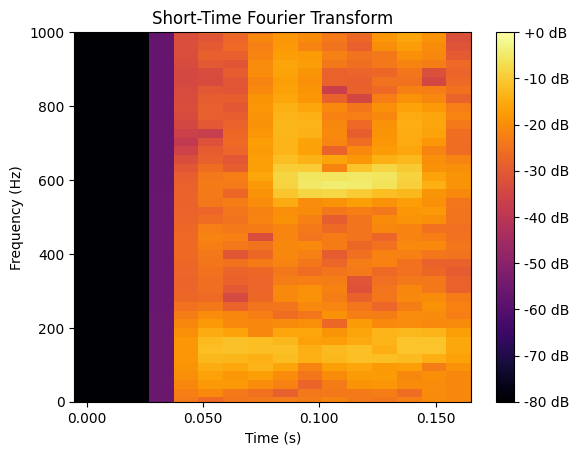 Short-Time Fourier Transform
1000
800
600
400
200
0
Frequency (Hz)
0.000
0.050
0.100
0.150
Time (s)
+0 dB
-10 dB
-20 dB
-30 dB
-40 dB
-50 dB
-60 dB
-70 dB
-80 dB